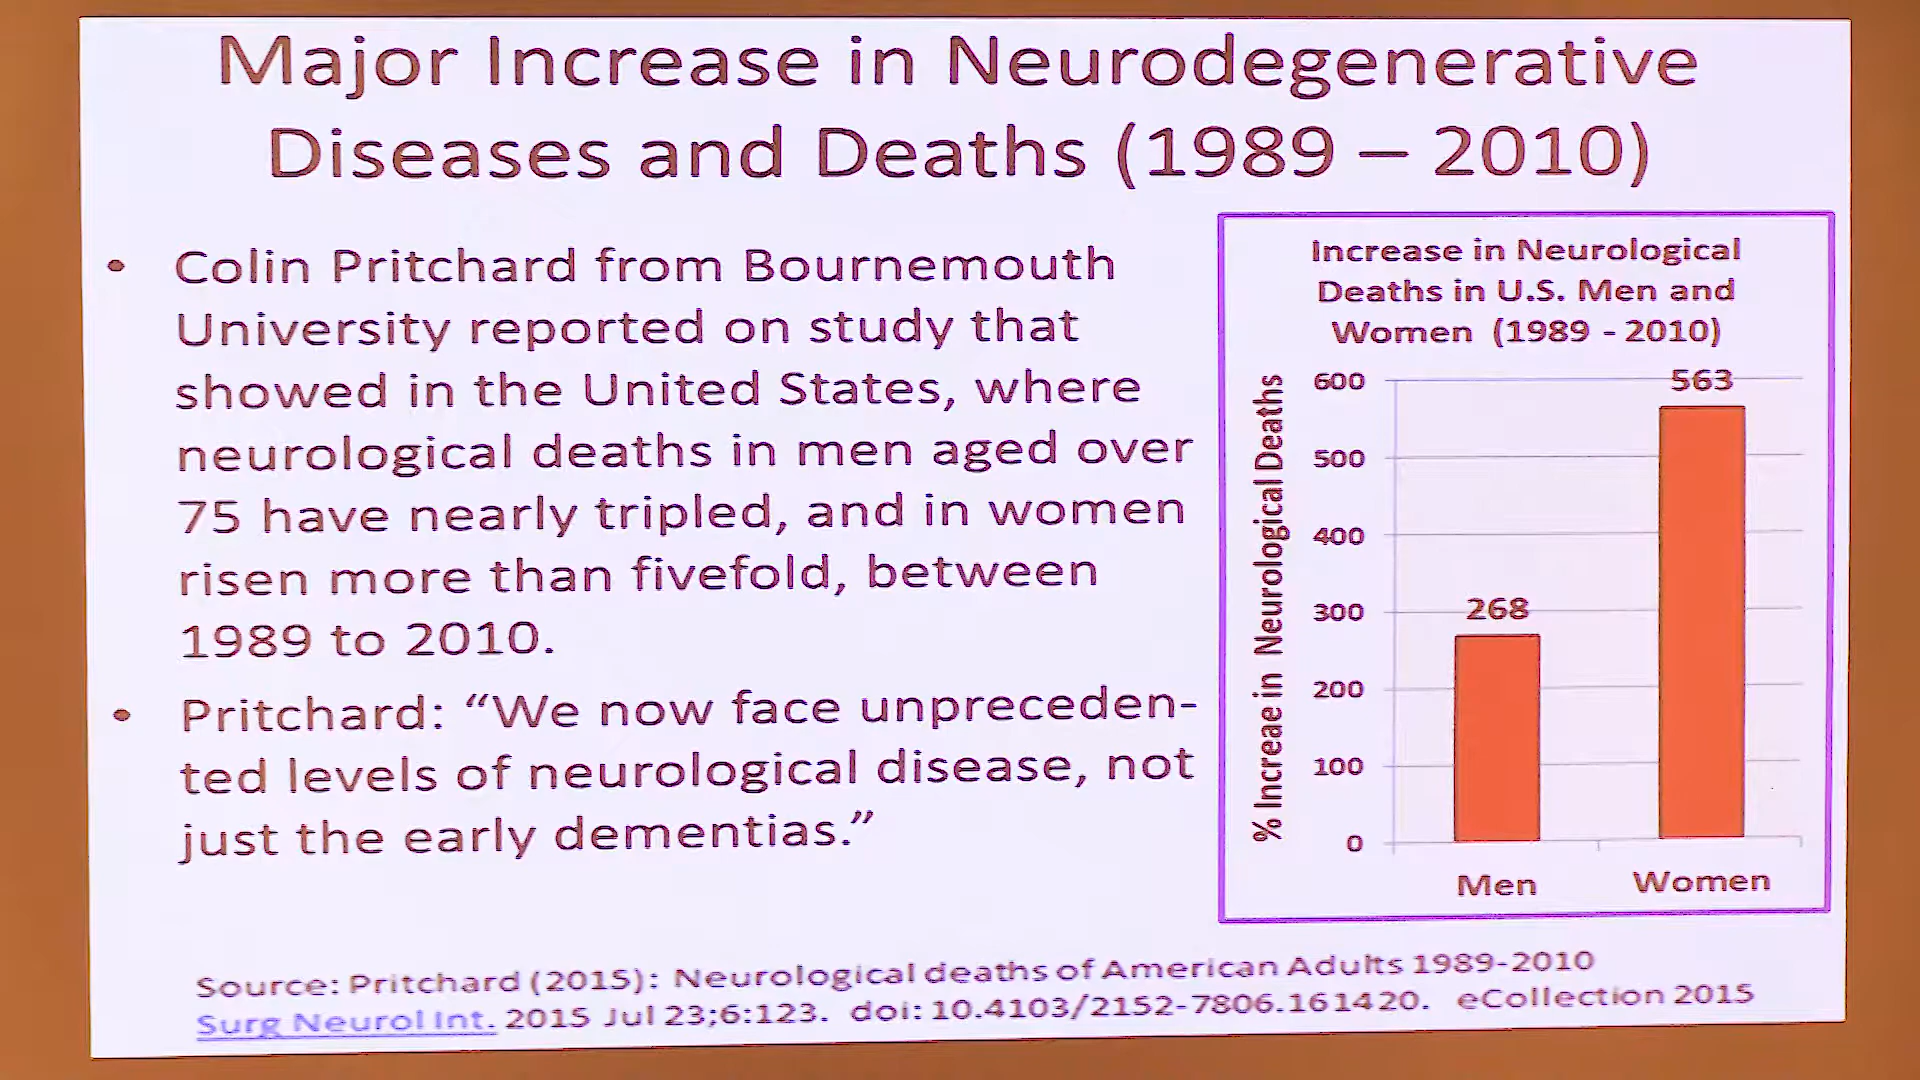 Major Increase in Neurodegenerative
Diseases and Deaths (1989 – 2010)
• Colin Pritchard from Bournemouth
University reported on study that
showed in the United States, where
neurological deaths in men aged over
75 have nearly tripled, and in women
risen more than fivefold, between
1989 to 2010.
• Pritchard: “We now face unpreceden-
ted levels of neurological disease, not
just the early dementias.”
Increase in Neurological
Deaths in U.S. Men and
Women (1989 - 2010)
% Increae in Neurological Deaths
600
500
400
300
200
100
0
268
563
Men
Women
Source: Pritchard (2015): Neurological deaths of American Adults 1989-2010
Surg Neurol Int. 2015 Jul 23;6:123. doi: 10.4103/2152-7806.161420. eCollection 2015